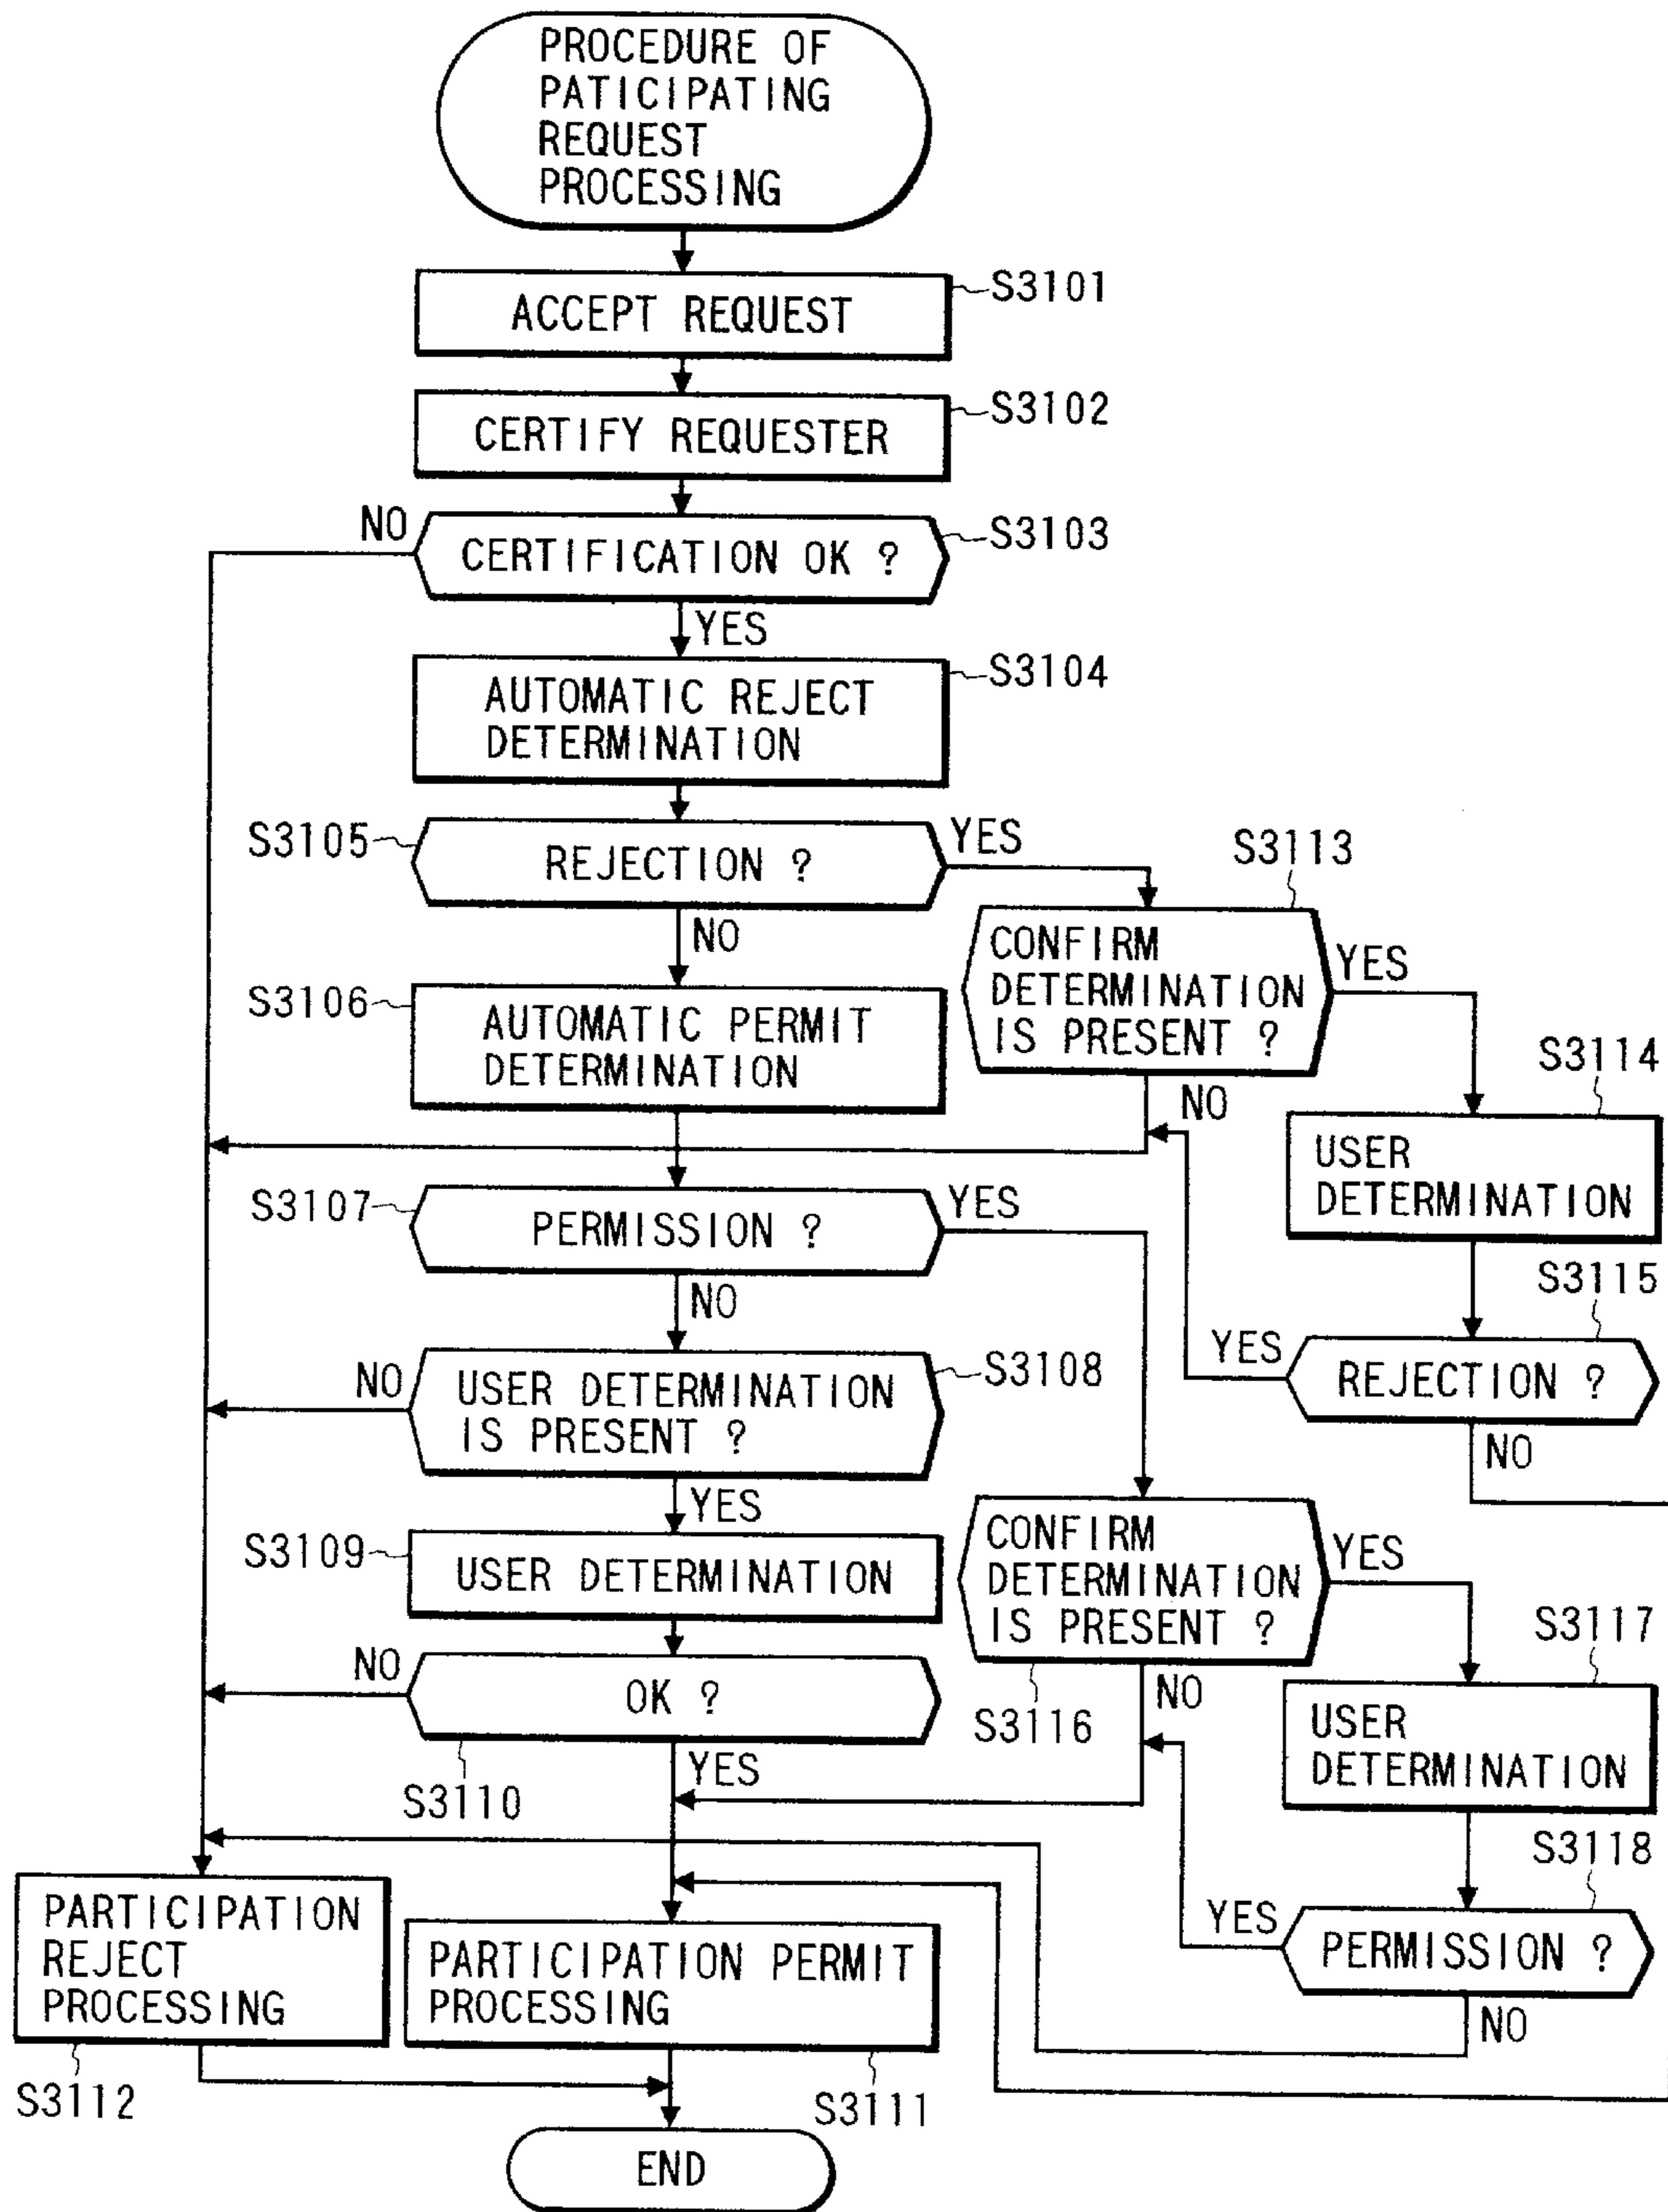 PROCEDURE OF
PATICIPATING
REQUEST
PROCESSING
S3101
ACCEPT REQUEST
S3102
CERTIFY REQUESTER
NO
S3103
CERTIFICATION OK ?
YES
S3104
AUTOMATIC REJECT
DETERMINATION
S3105
REJECTION ?
YES
NO
S3113
CONFIRM
DETERMINATION
IS PRESENT ?
YES
NO
S3106
AUTOMATIC PERMIT
DETERMINATION
S3114
USER
DETERMINATION
S3107
PERMISSION ?
YES
NO
S3115
YES
REJECTION ?
NO
NO
S3108
USER DETERMINATION
IS PRESENT ?
YES
S3109
USER DETERMINATION
CONFIRM
DETERMINATION
IS PRESENT ?
YES
NO
S3116
S3117
USER
DETERMINATION
NO
OK ?
YES
S3110
S3118
YES
PERMISSION ?
NO
PARTICIPATION
REJECT
PROCESSING
S3112
PARTICIPATION PERMIT
PROCESSING
S3111
END